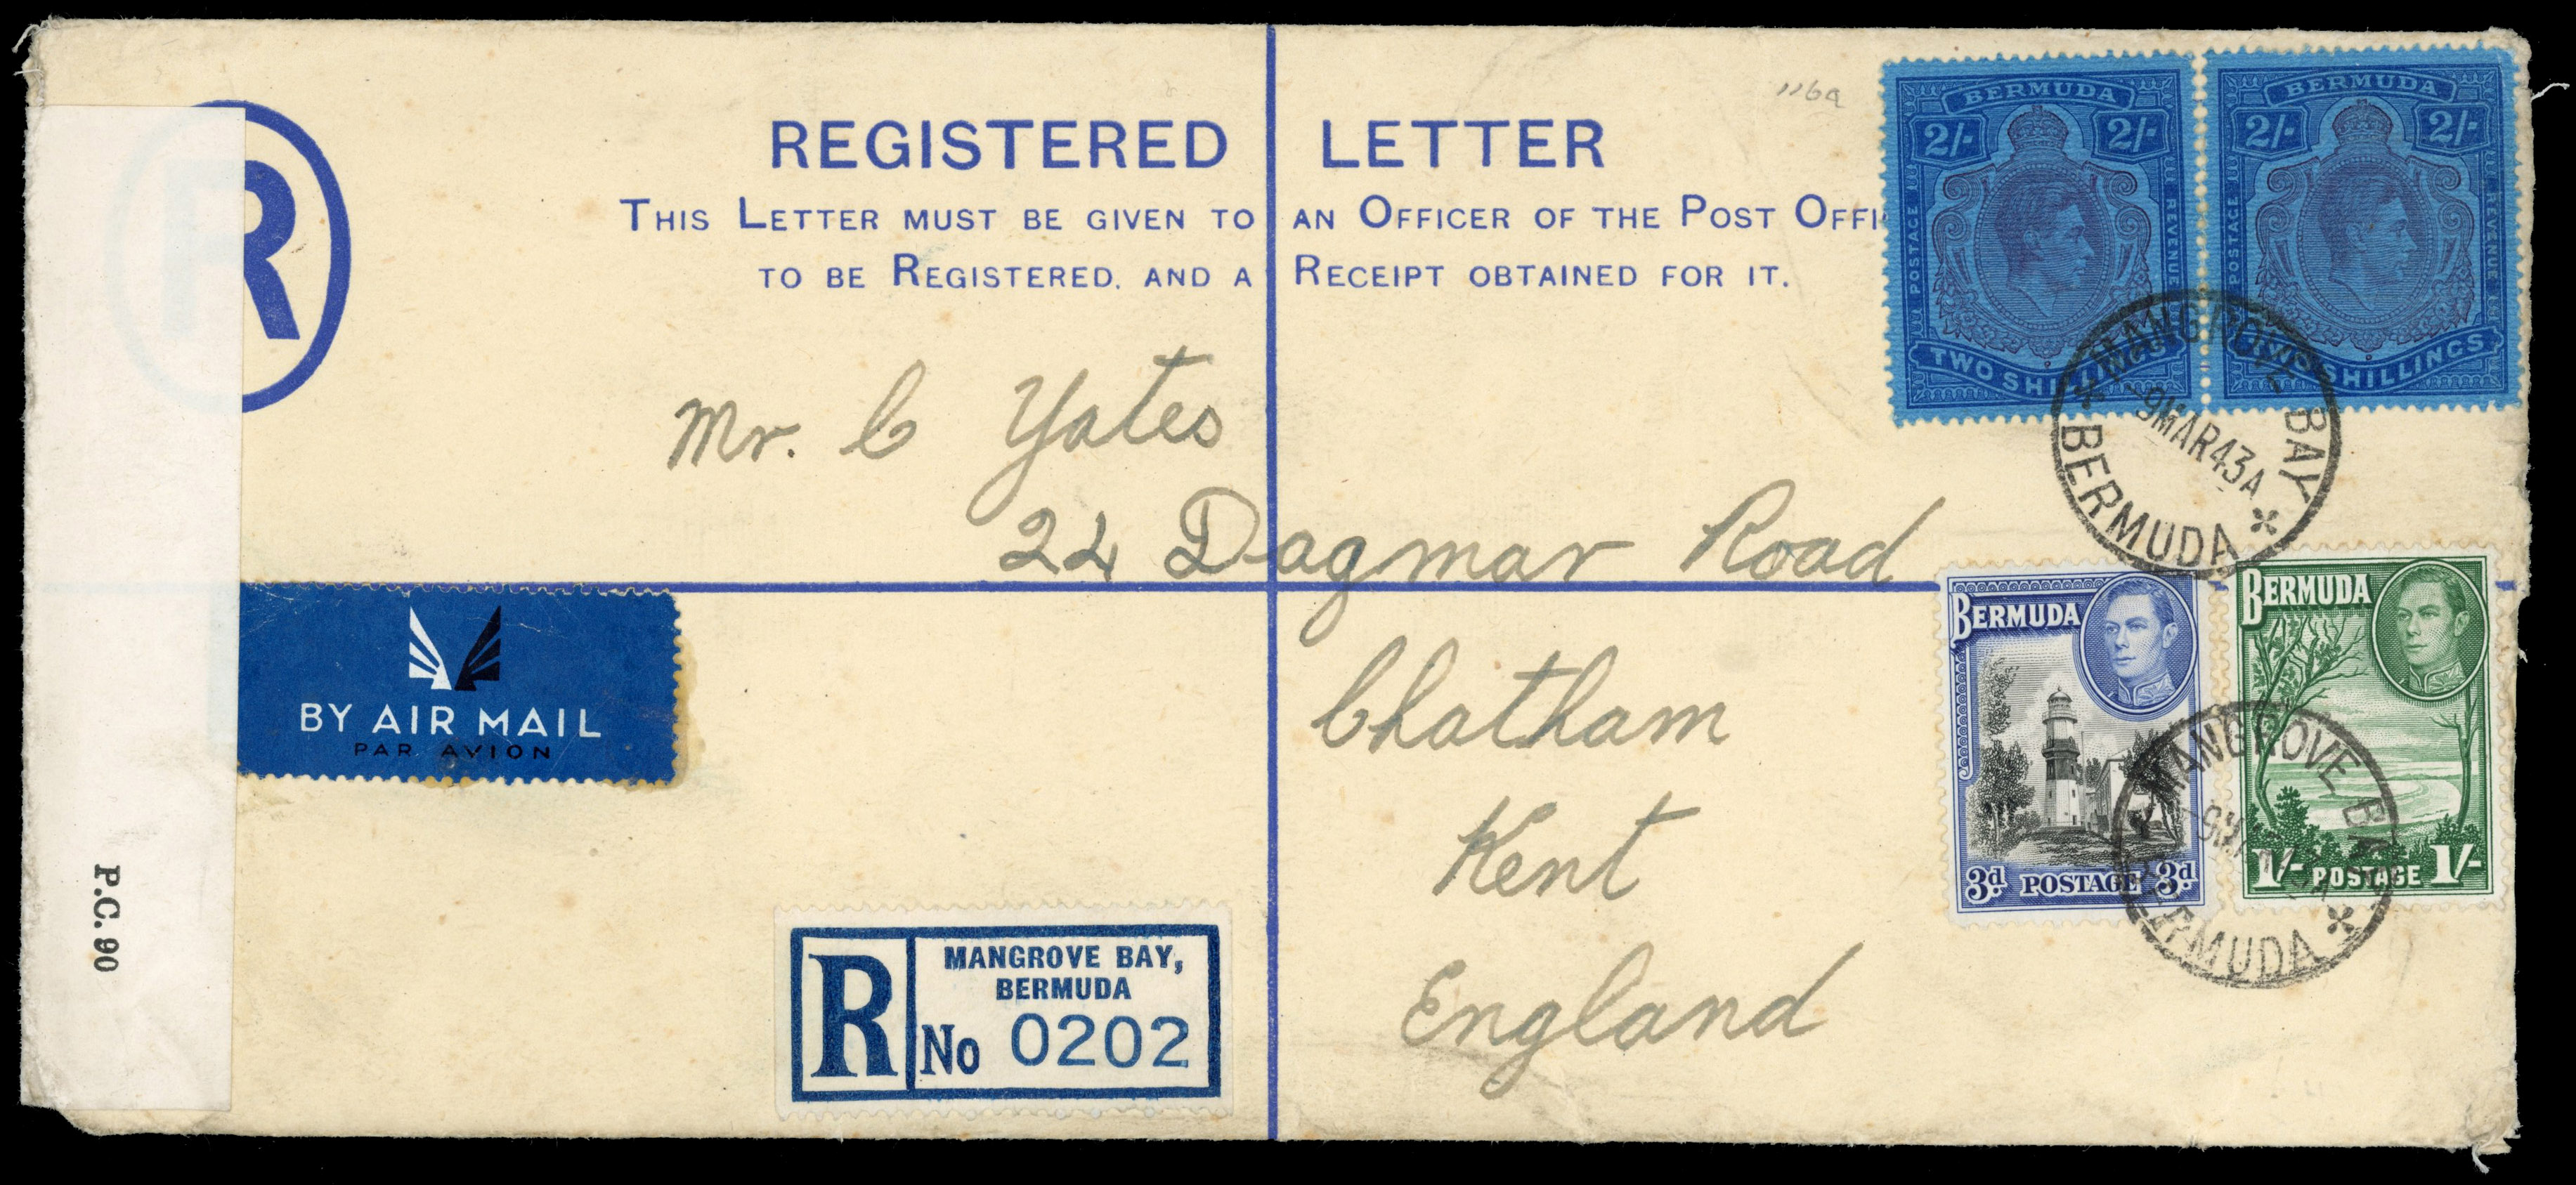 116a
BERMUDA
2/- 2/-
POSTAGE REVENUE
TWO SHILLINGS
BERMUDA
2/- 2/-
POSTAGE REVENUE
TWO SHILLINGS
R
REGISTERED LETTER
THIS LETTER MUST BE GIVEN TO AN OFFICER OF THE POST OFFI
TO BE REGISTERED, AND A RECEIPT OBTAINED FOR IT.
MANGROVE BAY
9MAR43A
BERMUDA
Mr. C Yates
24 Dagmar Road
Chatham
Kent
England
BY AIR MAIL
PAR AVION
BERMUDA
3d POSTAGE 3d
BERMUDA
1/- POSTAGE 1/-
MANGROVE BAY
BERMUDA
P.C. 90
R
MANGROVE BAY,
BERMUDA
No 0202